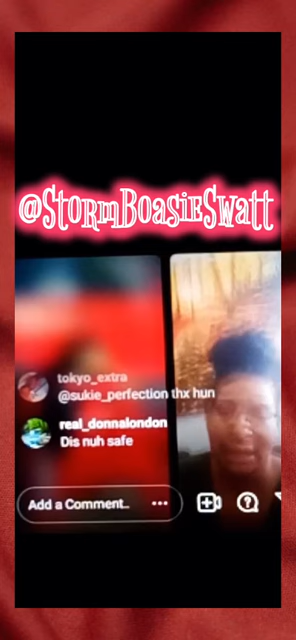 @StormBoasieSwatt
tokyo_extra
@sukie_perfection thx hun
real_donnalondon
Dis nuh safe
Add a Comment..